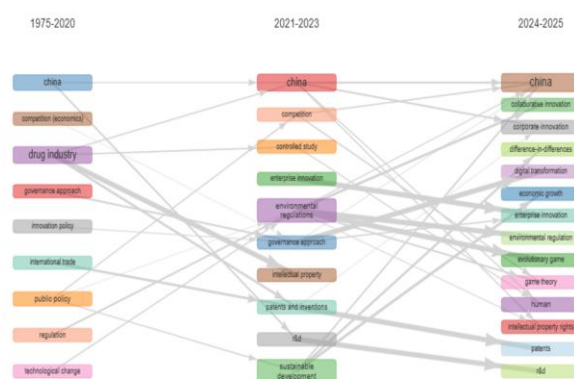 1975-2020
2021-2023
2024-2025
china
competition (economics)
drug industry
governance approach
innovation policy
international trade
public policy
regulation
technological change
china
competition
controlled study
enterprise innovation
environmental
regulations
governance approach
intellectual property
patents and inventions
r&d
sustainable
development
china
collaborative innovation
corporate innovation
difference-in-differences
digital transformation
economic growth
enterprise innovation
environmental regulation
evolutionary game
game theory
human
intellectual property rights
patents
r&d